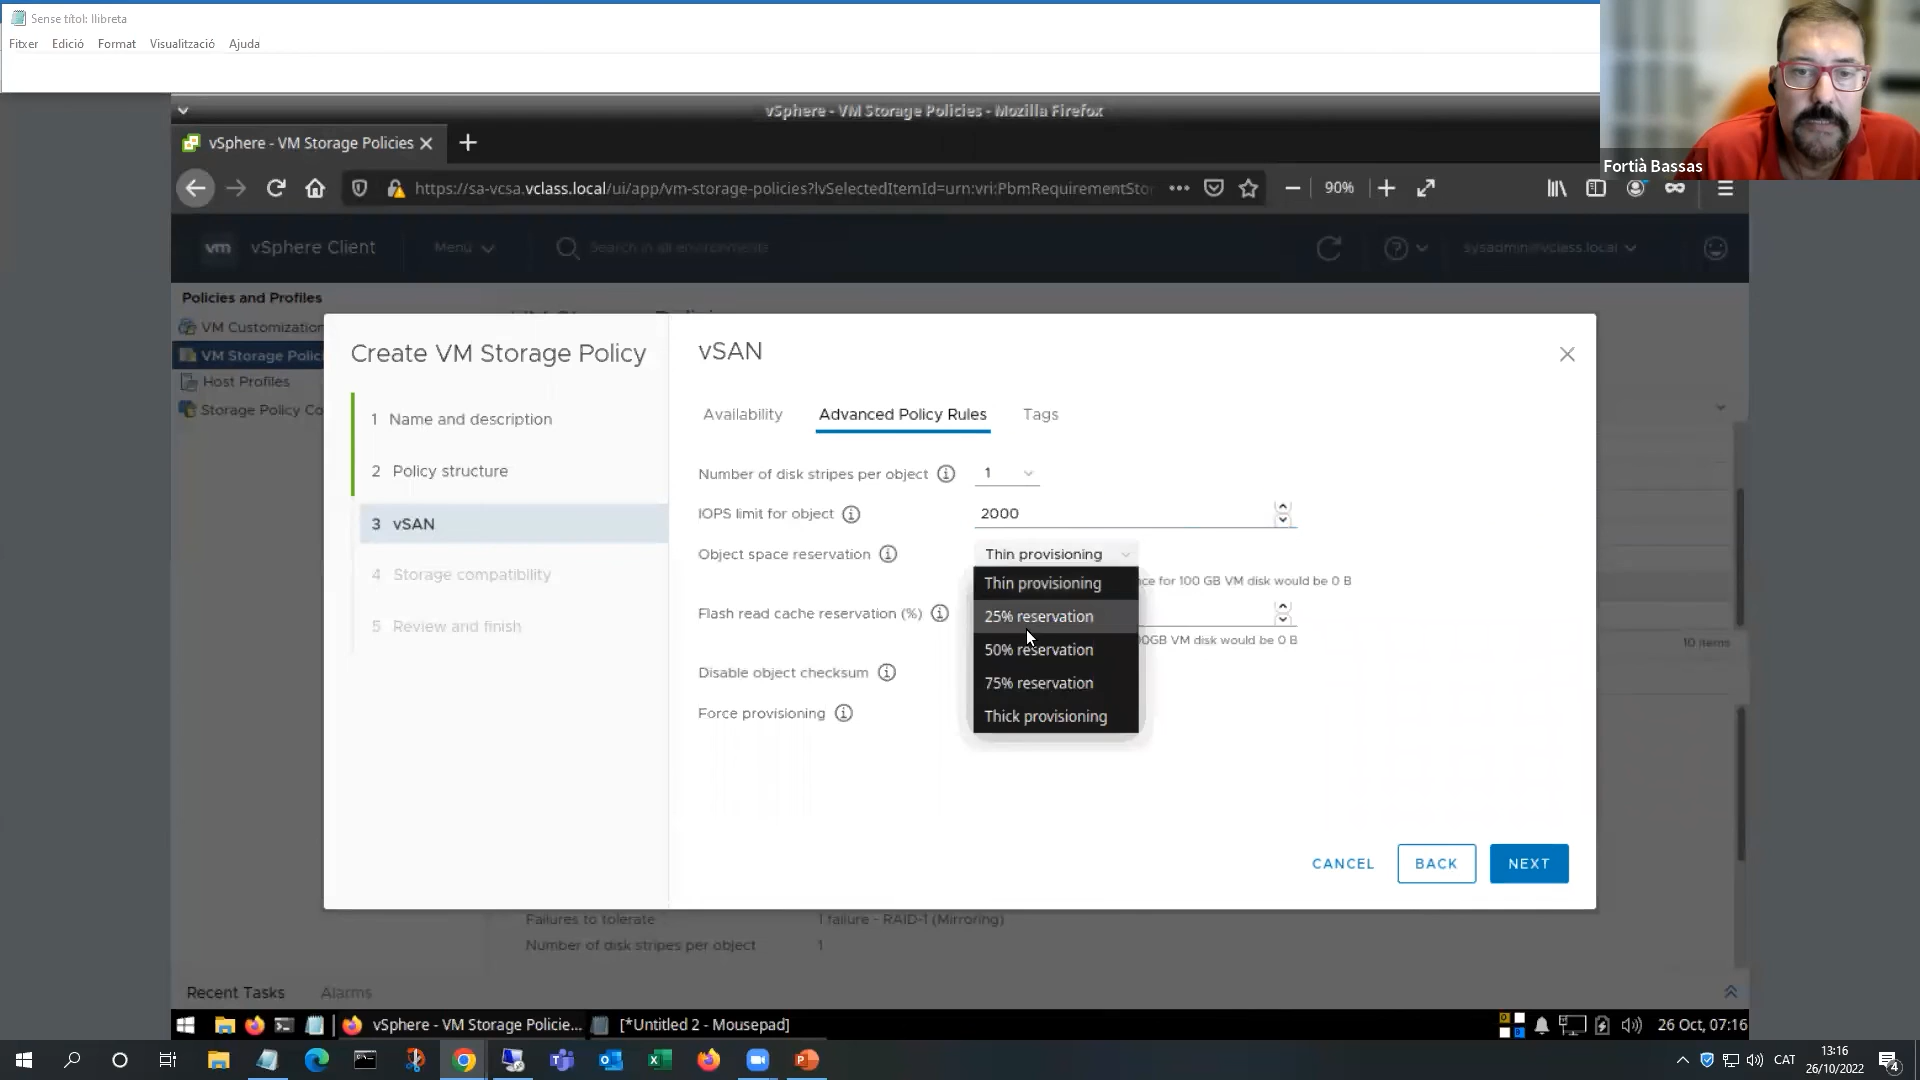 Sense títol: llibreta
Fitxer Edició Format Visualització Ajuda
Fortià Bassas
vSphere - VM Storage Policies - Mozilla Firefox
vSphere - VM Storage Policies
https://sa-vcsa.vclass.local/ui/app/vm-storage-policies?lvSelectedItemId=urn:vri:PbmRequirementStor
90%
vm vSphere Client Menu Search in all environments sysadmin@vclass.local
Policies and Profiles
VM Customization
VM Storage Polici
Host Profiles
Storage Policy Co
Create VM Storage Policy
1 Name and description
2 Policy structure
3 vSAN
4 Storage compatibility
5 Review and finish
vSAN
Availability Advanced Policy Rules Tags
Number of disk stripes per object 1
IOPS limit for object 2000
Object space reservation Thin provisioning
Thin provisioning
25% reservation
50% reservation
75% reservation
Thick provisioning
ce for 100 GB VM disk would be 0 B
Flash read cache reservation (%)
0GB VM disk would be 0 B
Disable object checksum
Force provisioning
10 items
CANCEL BACK NEXT
Failures to tolerate 1 failure - RAID-1 (Mirroring)
Number of disk stripes per object 1
Recent Tasks Alarms
vSphere - VM Storage Policie... [*Untitled 2 - Mousepad] 26 Oct, 07:16
CAT 13:16
26/10/2022
4